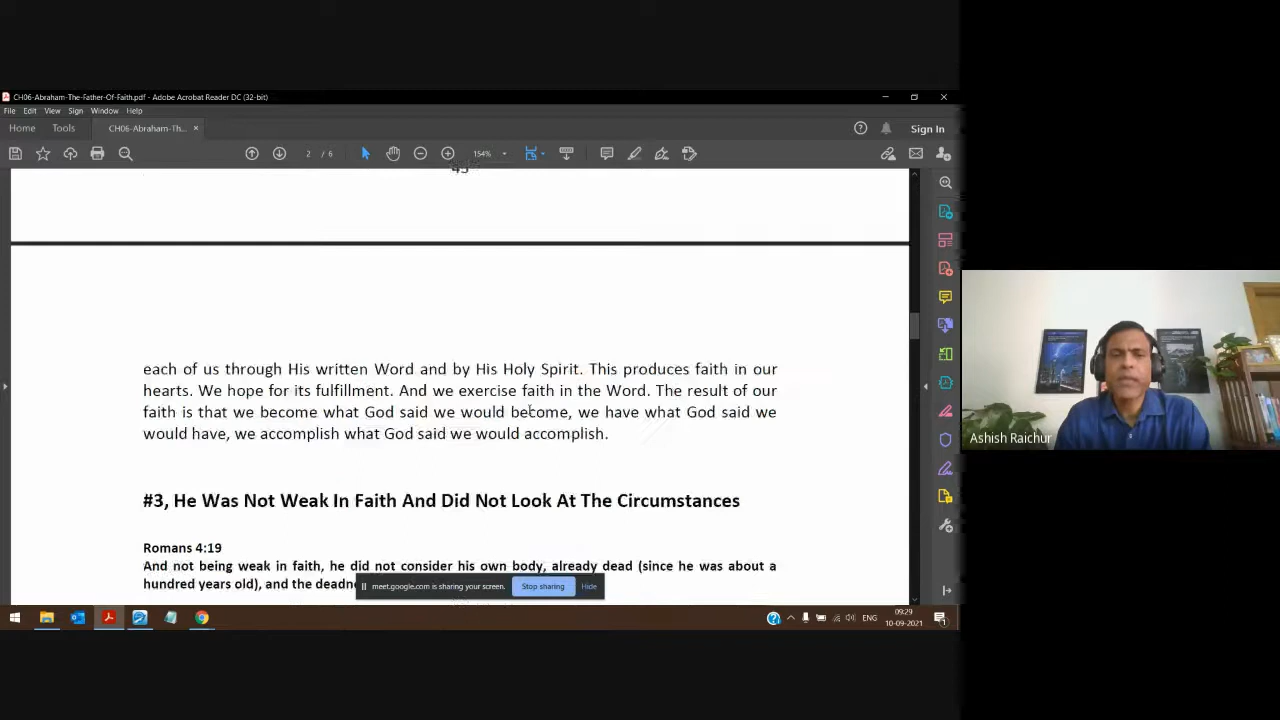 CH06-Abraham-The-Father-Of-Faith.pdf - Adobe Acrobat Reader DC (32-bit)
File Edit View Sign Window Help
Home Tools CH06-Abraham-Th... × Sign In
2 / 6 154%
each of us through His written Word and by His Holy Spirit. This produces faith in our
hearts. We hope for its fulfillment. And we exercise faith in the Word. The result of our
faith is that we become what God said we would become, we have what God said we
would have, we accomplish what God said we would accomplish.
#3, He Was Not Weak In Faith And Did Not Look At The Circumstances
Romans 4:19
And not being weak in faith, he did not consider his own body, already dead (since he was about a
hundred years old), and the
meet.google.com is sharing your screen. Stop sharing Hide
Ashish Raichur
ENG 09:29
10-09-2021